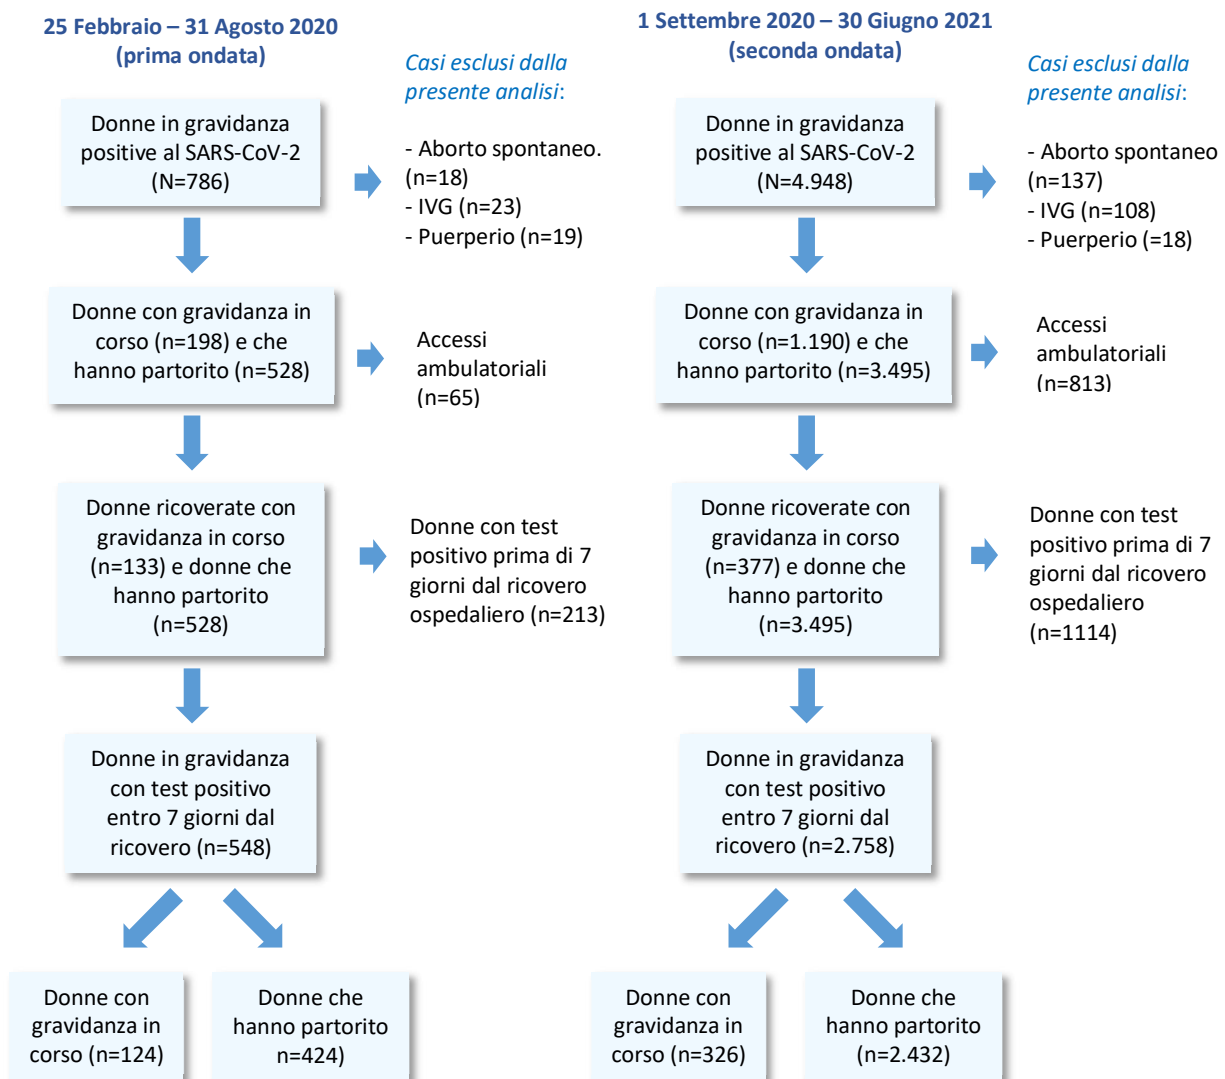 25 Febbraio – 31 Agosto 2020
(prima ondata)
Casi esclusi dalla
presente analisi:
Donne in gravidanza
positive al SARS-CoV-2
(N=786)
- Aborto spontaneo.
(n=18)
- IVG (n=23)
- Puerperio (n=19)
Donne con gravidanza in
corso (n=198) e che
hanno partorito (n=528)
Accessi
ambulatoriali
(n=65)
Donne ricoverate con
gravidanza in corso
(n=133) e donne che
hanno partorito
(n=528)
Donne con test
positivo prima di 7
giorni dal ricovero
ospedaliero (n=213)
Donne in gravidanza
con test positivo
entro 7 giorni dal
ricovero (n=548)
Donne con
gravidanza in
corso (n=124)
Donne che
hanno partorito
n=424)
1 Settembre 2020 – 30 Giugno 2021
(seconda ondata)
Casi esclusi dalla
presente analisi:
Donne in gravidanza
positive al SARS-CoV-2
(N=4.948)
- Aborto spontaneo
(n=137)
- IVG (n=108)
- Puerperio (=18)
Donne con gravidanza in
corso (n=1.190) e che
hanno partorito (n=3.495)
Accessi
ambulatoriali
(n=813)
Donne ricoverate con
gravidanza in corso
(n=377) e donne che
hanno partorito
(n=3.495)
Donne con test
positivo prima di 7
giorni dal ricovero
ospedaliero
(n=1114)
Donne in gravidanza
con test positivo
entro 7 giorni dal
ricovero (n=2.758)
Donne con
gravidanza in
corso (n=326)
Donne che
hanno partorito
(n=2.432)